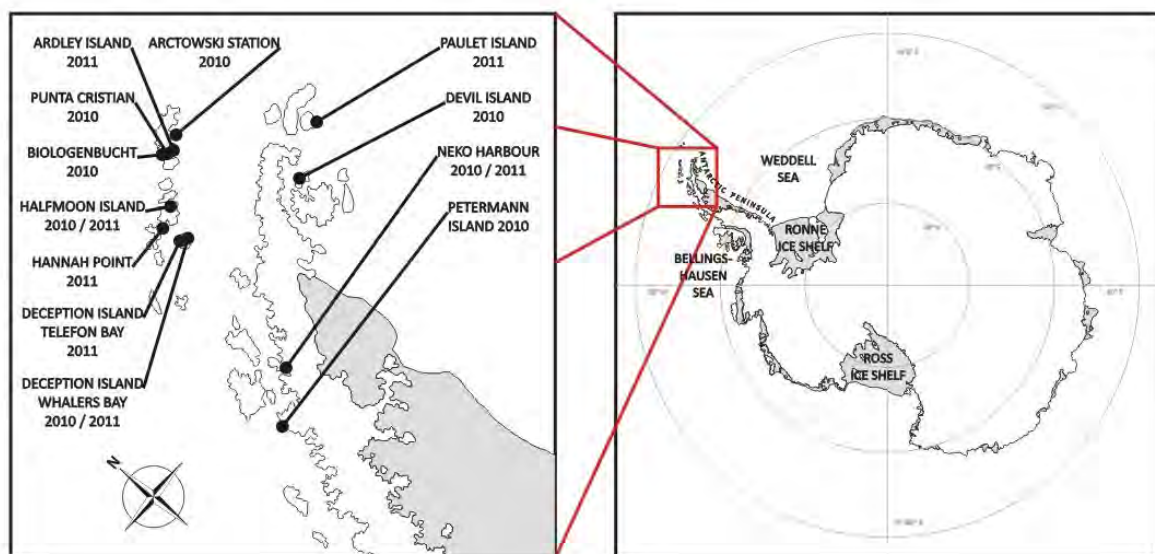 ARDLEY ISLAND
2011
ARCTOWSKI STATION
2010
PUNTA CRISTIAN
2010
BIOLOGENBUCHT
2010
HALFMOON ISLAND
2010 / 2011
HANNAH POINT
2011
DECEPTION ISLAND
TELEFON BAY
2011
DECEPTION ISLAND
WHALERS BAY
2010 / 2011
PAULET ISLAND
2011
DEVIL ISLAND
2010
NEKO HARBOUR
2010 / 2011
PETERMANN
ISLAND 2010
N
WEDDELL
SEA
ANTARCTIC PENINSULA
RONNE
ICE SHELF
BELLINGS-
HAUSEN
SEA
ROSS
ICE SHELF